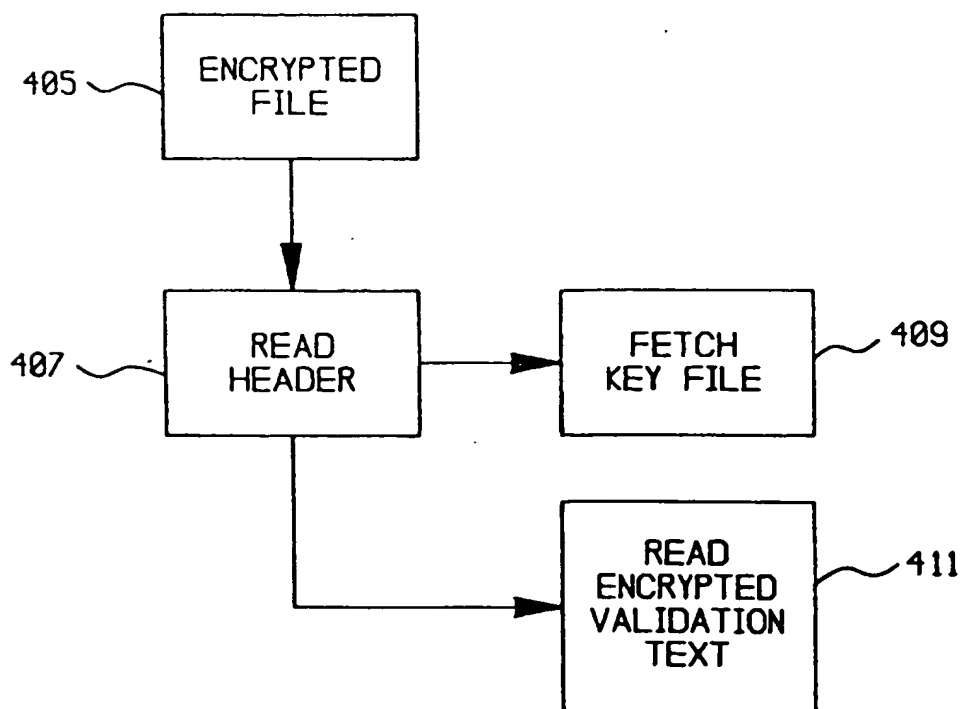 405
ENCRYPTED
FILE
407
READ
HEADER
FETCH
KEY FILE
409
READ
ENCRYPTED
VALIDATION
TEXT
411